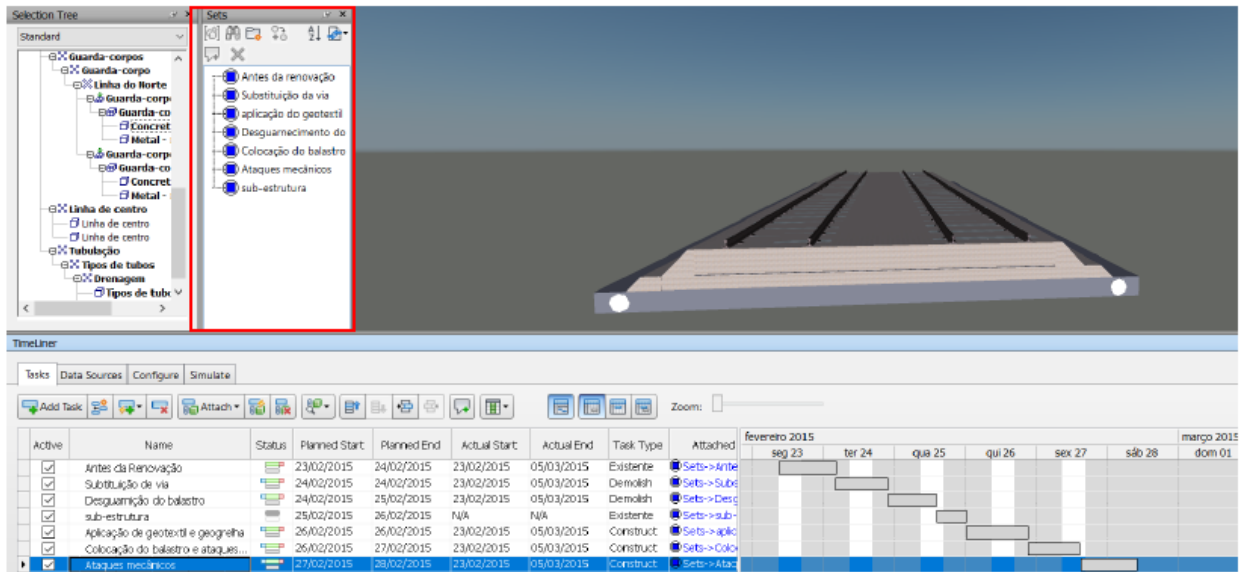 Selection Tree
Standard
Guarda-corpos
Guarda-corpo
Linha do Norte
Guarda-corp
Guarda-co
Concret
Metal -
Guarda-corp
Guarda-co
Concret
Metal -
Linha de centro
Linha de centro
Linha de centro
Tubulação
Tipos de tubos
Drenagem
Tipos de tubo
Sets
Antes da renovação
Substituição da via
aplicação do geotextil
Desguarnecimento do
Colocação do balastro
Ataques mecânicos
sub-estrutura
TimeLiner
Tasks Data Sources Configure Simulate
Add Task Attach Zoom:
Active Name Status Planned Start Planned End Actual Start Actual End Task Type Attached
fevereiro 2015 março 2015
seg 23 ter 24 qua 25 qui 26 sex 27 sáb 28 dom 01
Antes da Renovação 23/02/2015 24/02/2015 23/02/2015 05/03/2015 Existente Sets->Ante
Subtituição de via 24/02/2015 24/02/2015 23/02/2015 05/03/2015 Demolish Sets->Subs
Desguarnição do balastro 24/02/2015 25/02/2015 23/02/2015 05/03/2015 Demolish Sets->Desg
sub-estrutura 25/02/2015 26/02/2015 N/A N/A Existente Sets->sub-
Aplicação de geotextil e geogrelha 26/02/2015 26/02/2015 23/02/2015 05/03/2015 Construct Sets->aplic
Colocação do balastro e ataques... 26/02/2015 27/02/2015 23/02/2015 05/03/2015 Construct Sets->Colo
Ataques mecânicos 27/02/2015 28/02/2015 23/02/2015 05/03/2015 Construct Sets->Ataq